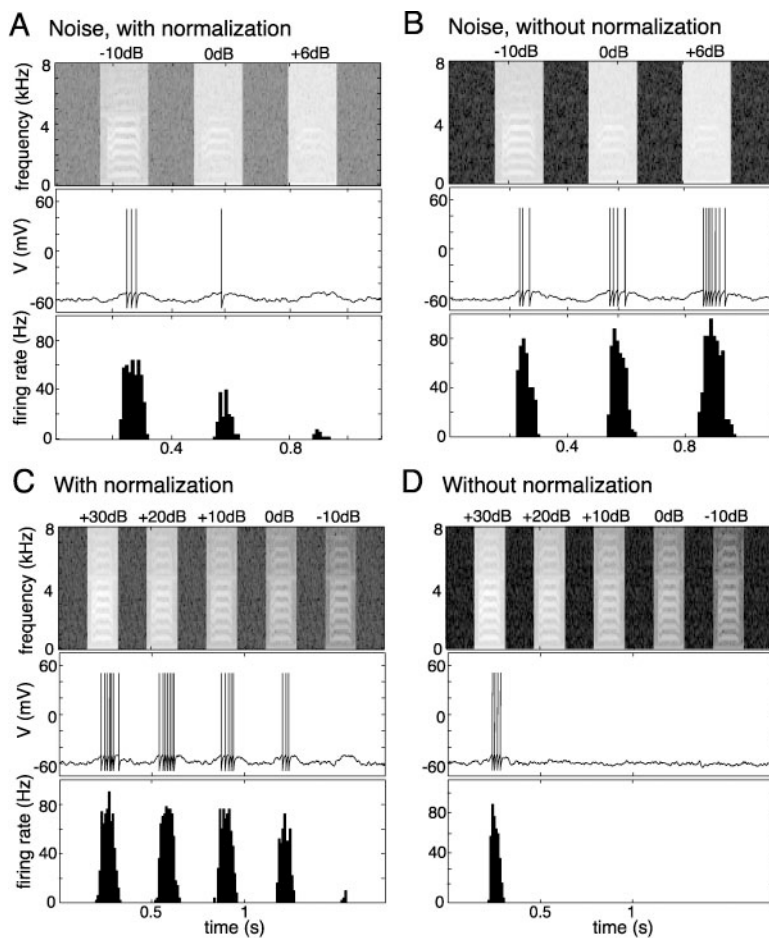 A Noise, with normalization
-10dB 0dB +6dB
frequency (kHz)
8
4
0
V (mV)
60
0
-60
firing rate (Hz)
80
40
0
0.4 0.8
B Noise, without normalization
-10dB 0dB +6dB
8
4
0
60
0
-60
80
40
0
0.4 0.8
C With normalization
+30dB +20dB +10dB 0dB -10dB
frequency (kHz)
8
4
0
V (mV)
60
0
-60
firing rate (Hz)
80
40
0
0.5 1
time (s)
D Without normalization
+30dB +20dB +10dB 0dB -10dB
8
4
0
60
0
-60
80
40
0
0.5 1
time (s)